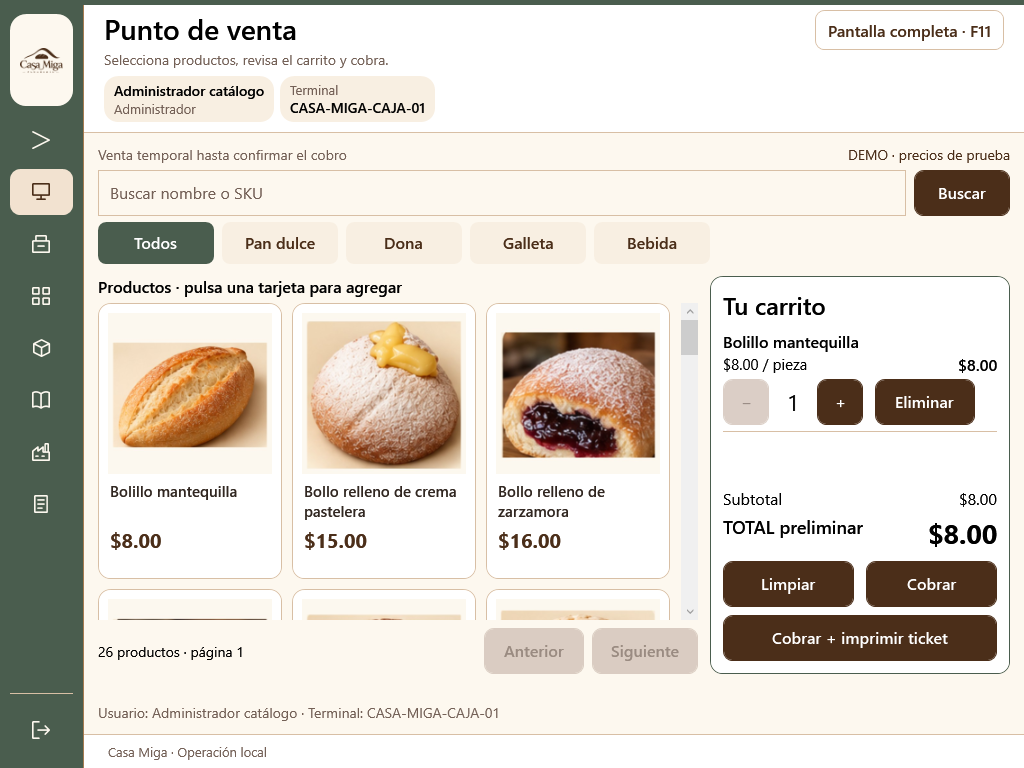 Casa Miga
Punto de venta
Selecciona productos, revisa el carrito y cobra.
Pantalla completa · F11
Administrador catálogo
Administrador
Terminal
CASA-MIGA-CAJA-01
Venta temporal hasta confirmar el cobro
DEMO · precios de prueba
Buscar nombre o SKU
Buscar
Todos
Pan dulce
Dona
Galleta
Bebida
Productos · pulsa una tarjeta para agregar
Bolillo mantequilla
$8.00
Bollo relleno de crema
pastelera
$15.00
Bollo relleno de
zarzamora
$16.00
26 productos · página 1
Anterior
Siguiente
Tu carrito
Bolillo mantequilla
$8.00 / pieza
$8.00
−
1
+
Eliminar
Subtotal
$8.00
TOTAL preliminar
$8.00
Limpiar
Cobrar
Cobrar + imprimir ticket
Usuario: Administrador catálogo · Terminal: CASA-MIGA-CAJA-01
Casa Miga · Operación local